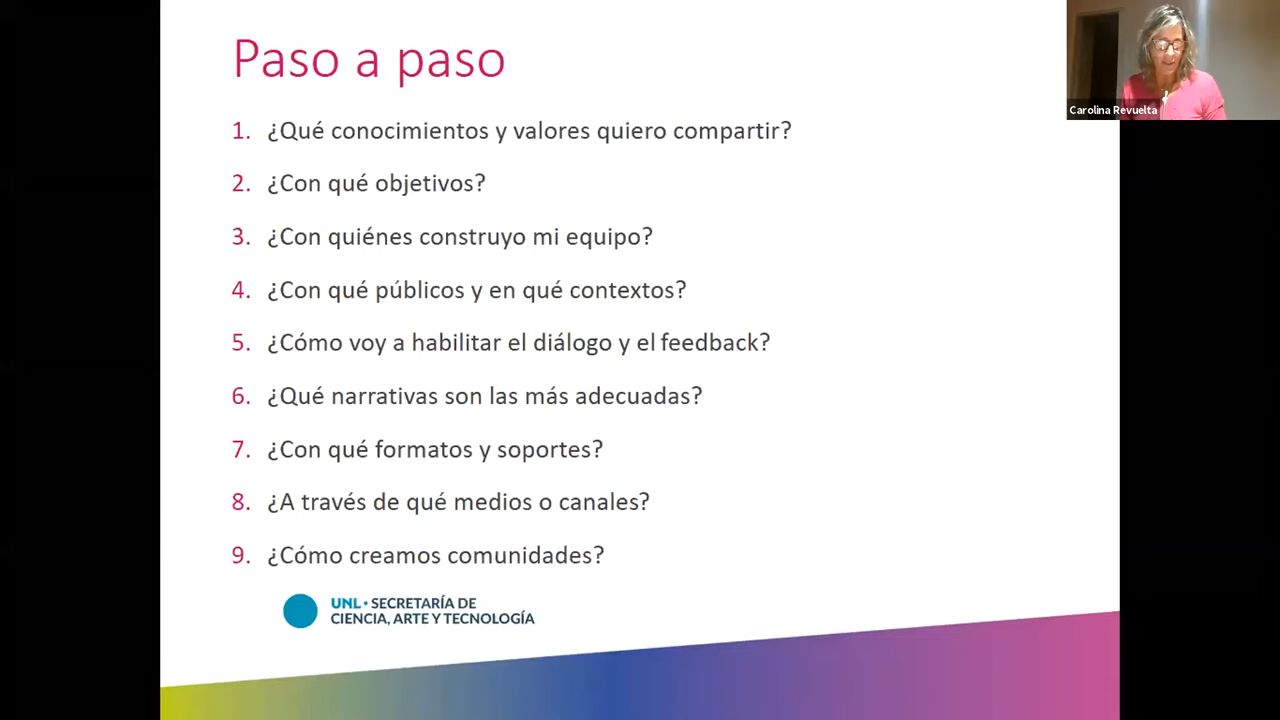 Paso a paso
1. ¿Qué conocimientos y valores quiero compartir?
2. ¿Con qué objetivos?
3. ¿Con quiénes construyo mi equipo?
4. ¿Con qué públicos y en qué contextos?
5. ¿Cómo voy a habilitar el diálogo y el feedback?
6. ¿Qué narrativas son las más adecuadas?
7. ¿Con qué formatos y soportes?
8. ¿A través de qué medios o canales?
9. ¿Cómo creamos comunidades?
UNL • SECRETARÍA DE
CIENCIA, ARTE Y TECNOLOGÍA
Carolina Revuelta